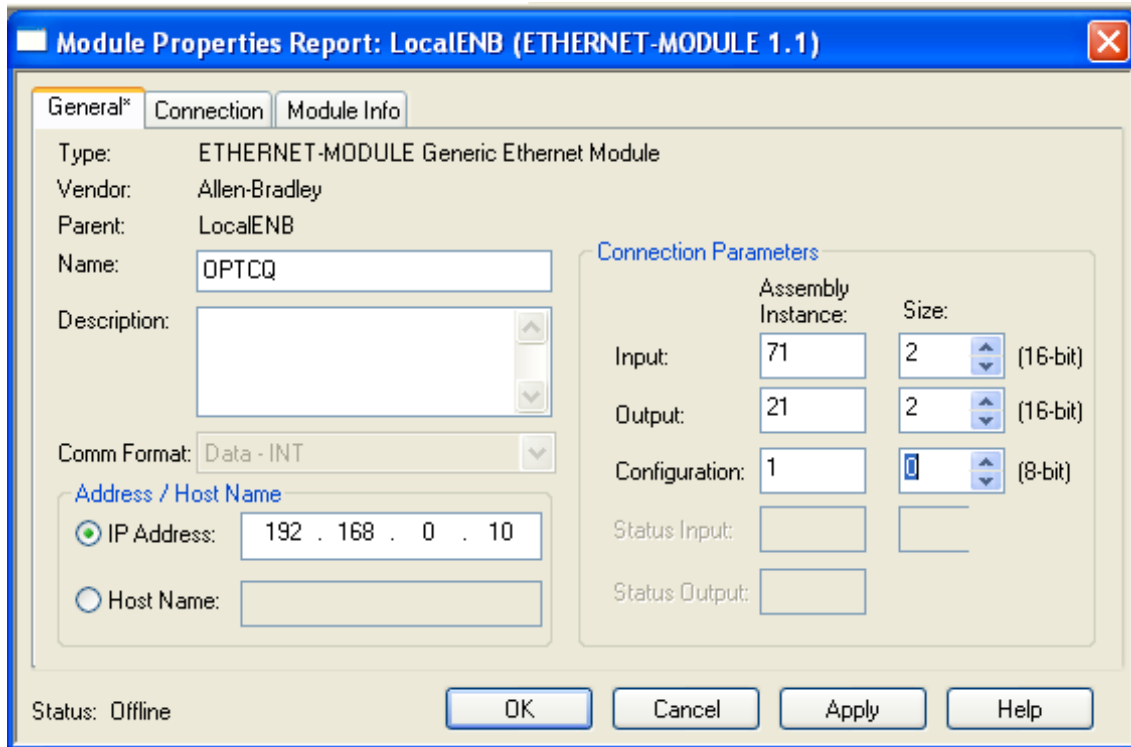 Module Properties Report: LocalENB (ETHERNET-MODULE 1.1)
General* Connection Module Info
Type: ETHERNET-MODULE Generic Ethernet Module
Vendor: Allen-Bradley
Parent: LocalENB
Name: OPTCQ
Description:
Comm Format: Data - INT
Address / Host Name
IP Address: 192 . 168 . 0 . 10
Host Name:
Connection Parameters
Assembly
Instance: Size:
Input: 71 2 (16-bit)
Output: 21 2 (16-bit)
Configuration: 1 0 (8-bit)
Status Input:
Status Output:
Status: Offline OK Cancel Apply Help